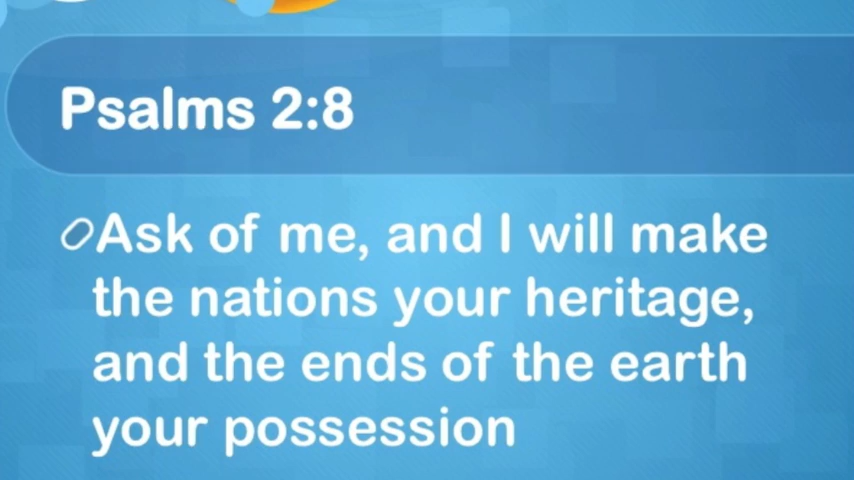 Psalms 2:8
Ask of me, and I will make
the nations your heritage,
and the ends of the earth
your possession